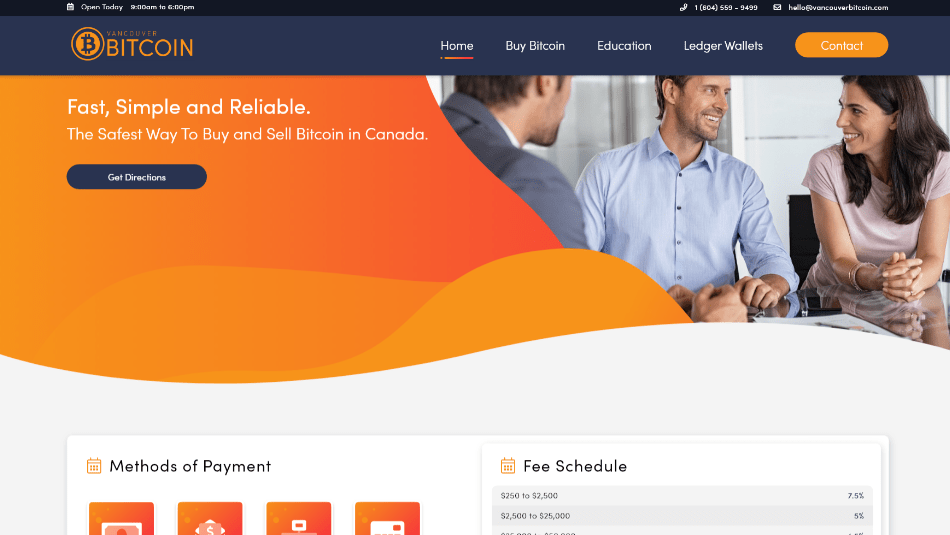 Open Today 9:00am to 6:00pm
1 (604) 559 - 9499
hello@vancouverbitcoin.com
VANCOUVER
BITCOIN
Home
Buy Bitcoin
Education
Ledger Wallets
Contact
Fast, Simple and Reliable.
The Safest Way To Buy and Sell Bitcoin in Canada.
Get Directions
Methods of Payment
Fee Schedule
$250 to $2,500 7.5%
$2,500 to $25,000 5%